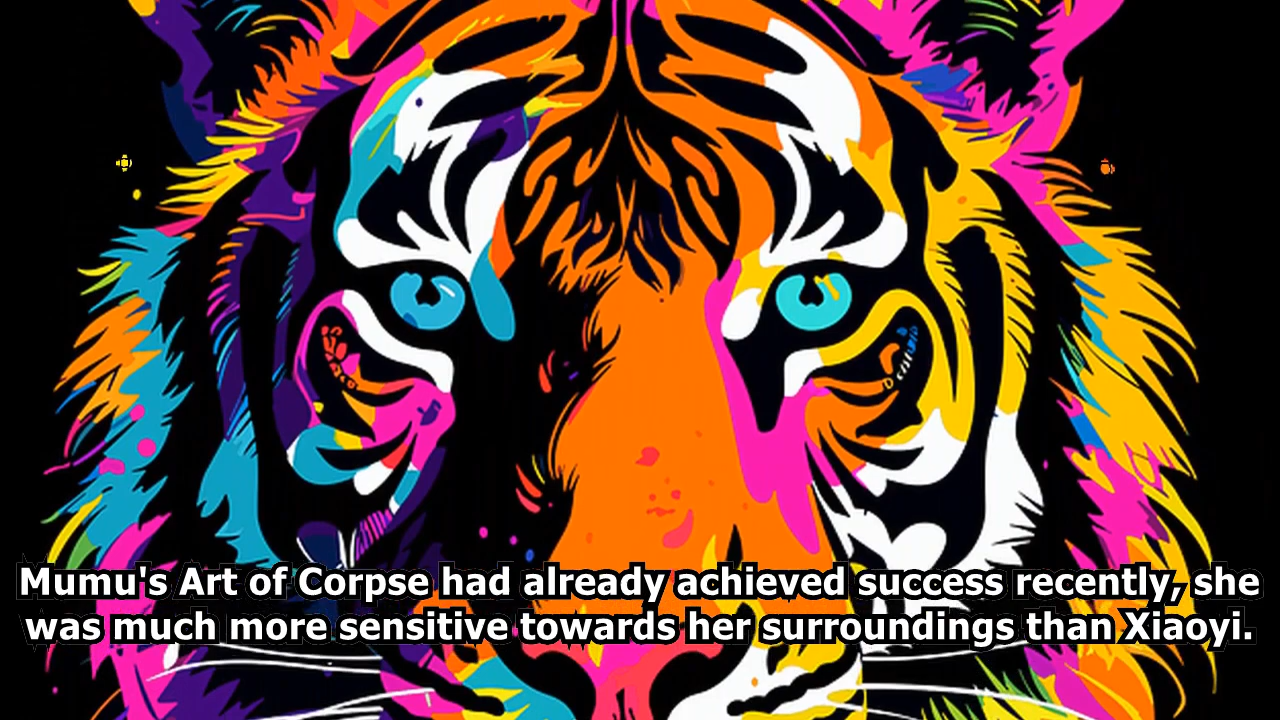 Mumu's Art of Corpse had already achieved success recently, she
was much more sensitive towards her surroundings than Xiaoyi.